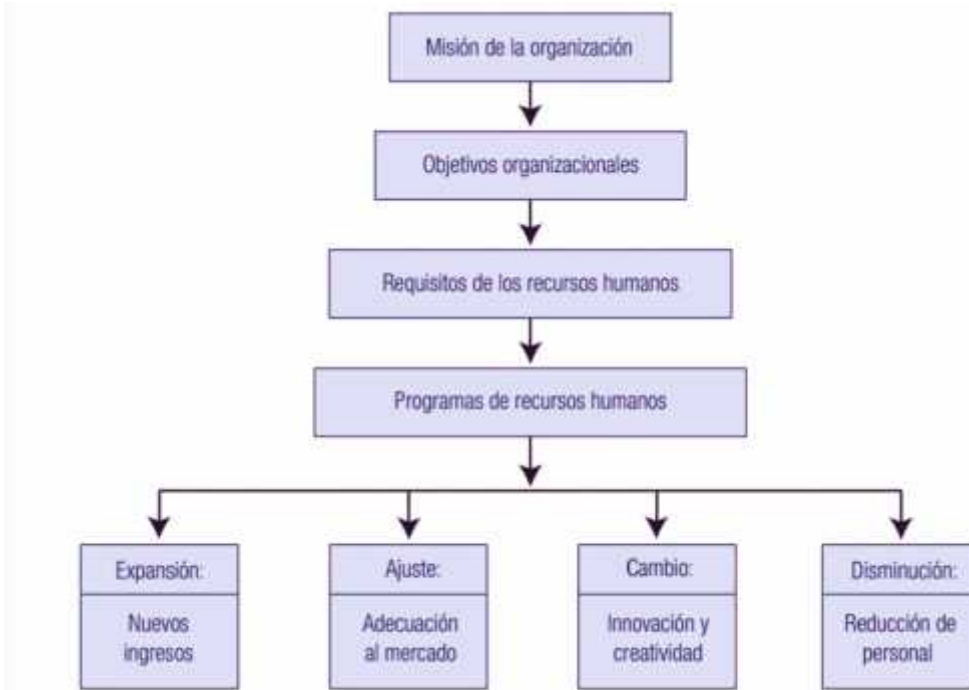 Misión de la organización
Objetivos organizacionales
Requisitos de los recursos humanos
Programas de recursos humanos
Expansión:
Nuevos
ingresos
Ajuste:
Adecuación
al mercado
Cambio:
Innovación y
creatividad
Disminución:
Reducción de
personal